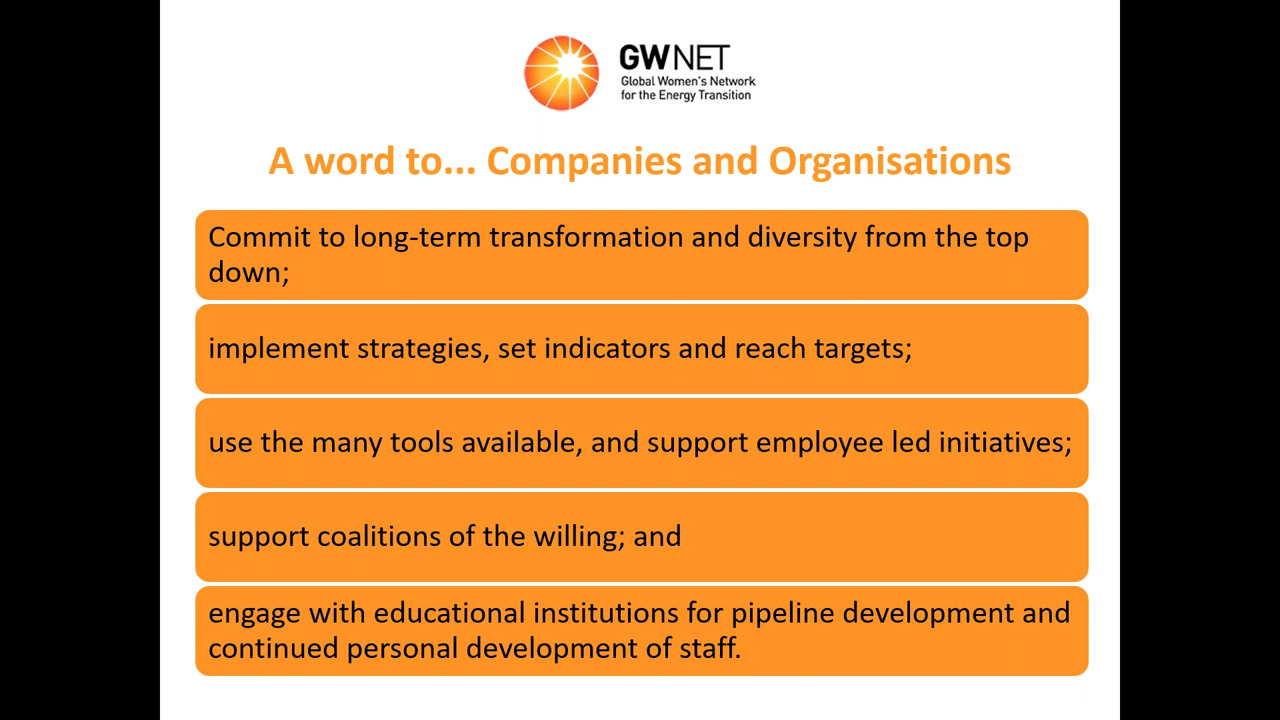 GWNET
Global Women's Network
for the Energy Transition
A word to... Companies and Organisations
Commit to long-term transformation and diversity from the top
down;
implement strategies, set indicators and reach targets;
use the many tools available, and support employee led initiatives;
support coalitions of the willing; and
engage with educational institutions for pipeline development and
continued personal development of staff.